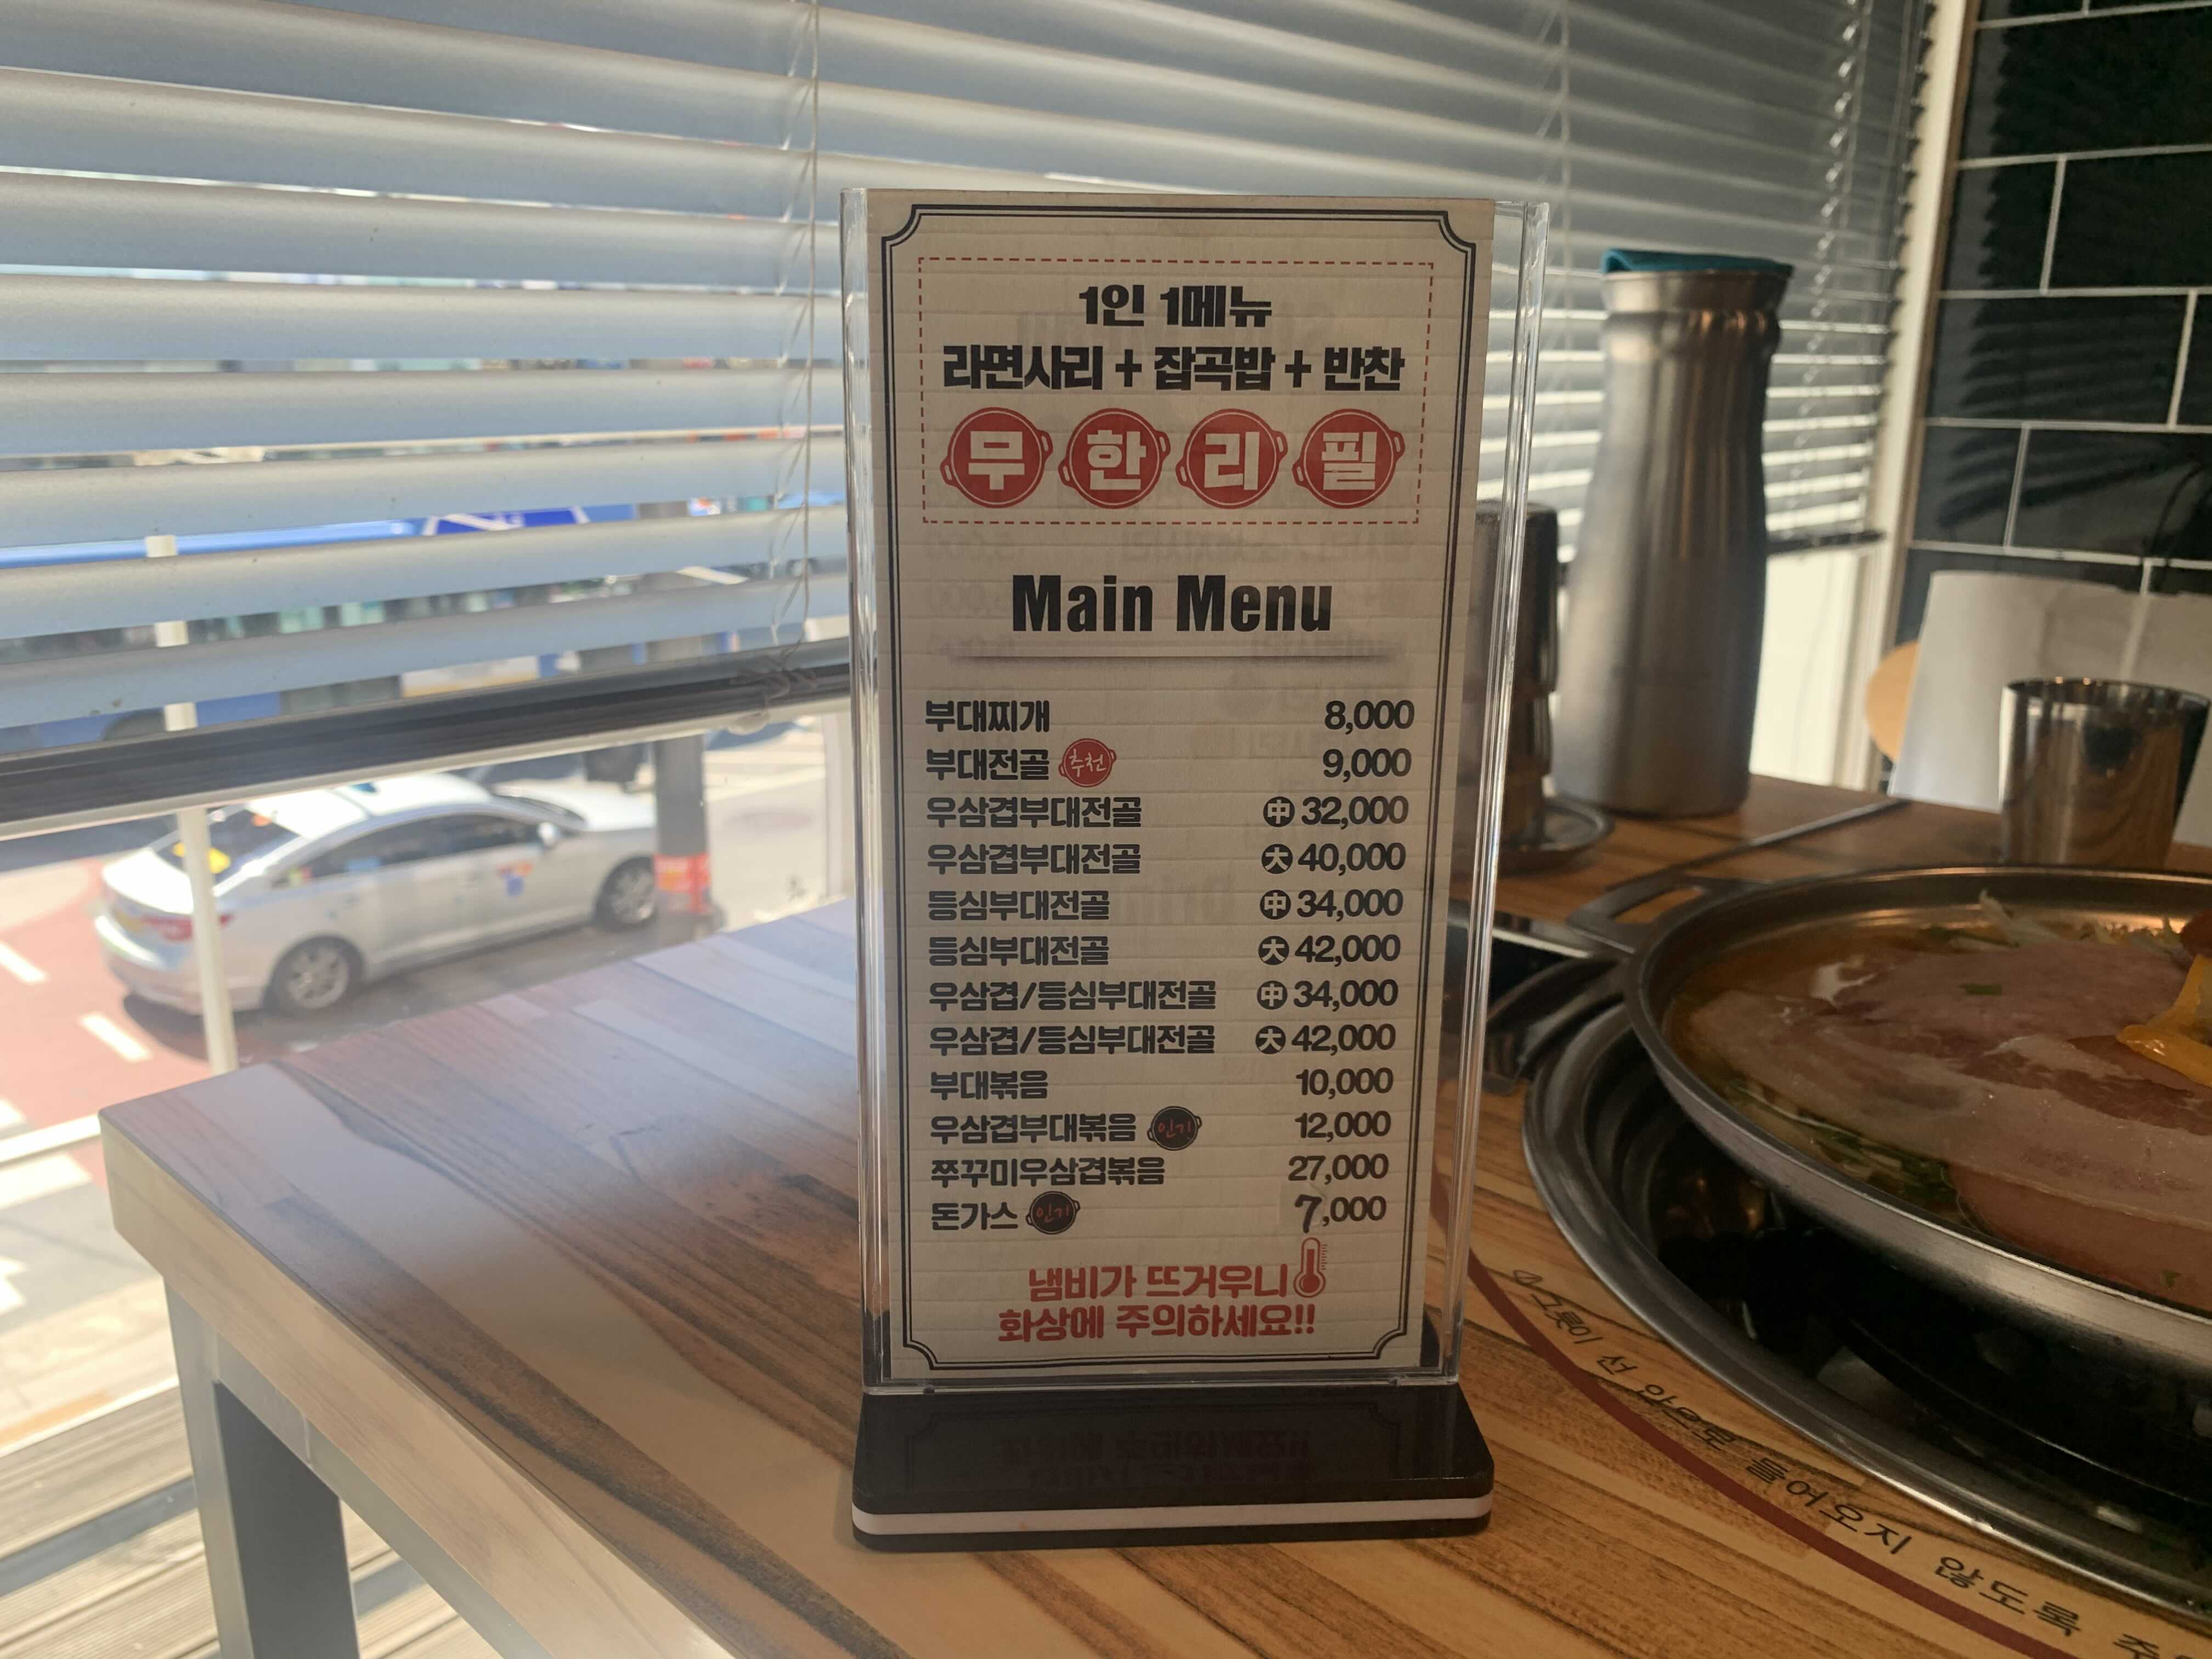 1인 1메뉴
라면사리 + 잡곡밥 + 반찬
무한리필
Main Menu
부대찌개 8,000
부대전골 추천 9,000
우삼겹부대전골 中 32,000
우삼겹부대전골 大 40,000
등심부대전골 中 34,000
등심부대전골 大 42,000
우삼겹/등심부대전골 中 34,000
우삼겹/등심부대전골 大 42,000
부대볶음 10,000
우삼겹부대볶음 인기 12,000
쭈꾸미우삼겹볶음 27,000
돈가스 인기 7,000
냄비가 뜨거우니
화상에 주의하세요!!
그릇이 선 안으로 들어오지 않도록